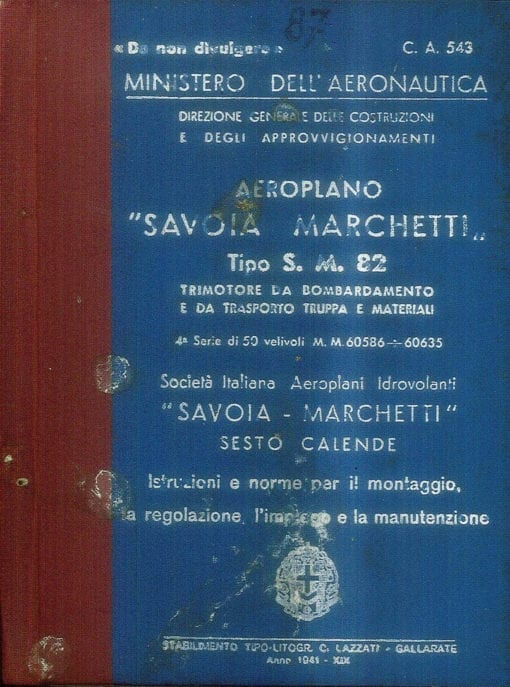 87
« Da non divulgare »
C. A. 543
MINISTERO DELL'AERONAUTICA
DIREZIONE GENERALE DELLE COSTRUZIONI
E DEGLI APPROVVIGIONAMENTI
AEROPLANO
"SAVOIA MARCHETTI„
Tipo S. M. 82
TRIMOTORE DA BOMBARDAMENTO
E DA TRASPORTO TRUPPA E MATERIALI
4ª Serie di 50 velivoli M. M. 60586 ÷ 60635
Società Italiana Aeroplani Idrovolanti
"SAVOIA - MARCHETTI"
SESTO CALENDE
Istruzioni e norme per il montaggio,
la regolazione, l'impiego e la manutenzione
STABILIMENTO TIPO-LITOGR. C. LAZZATI - GALLARATE
Anno 1941 - XIX